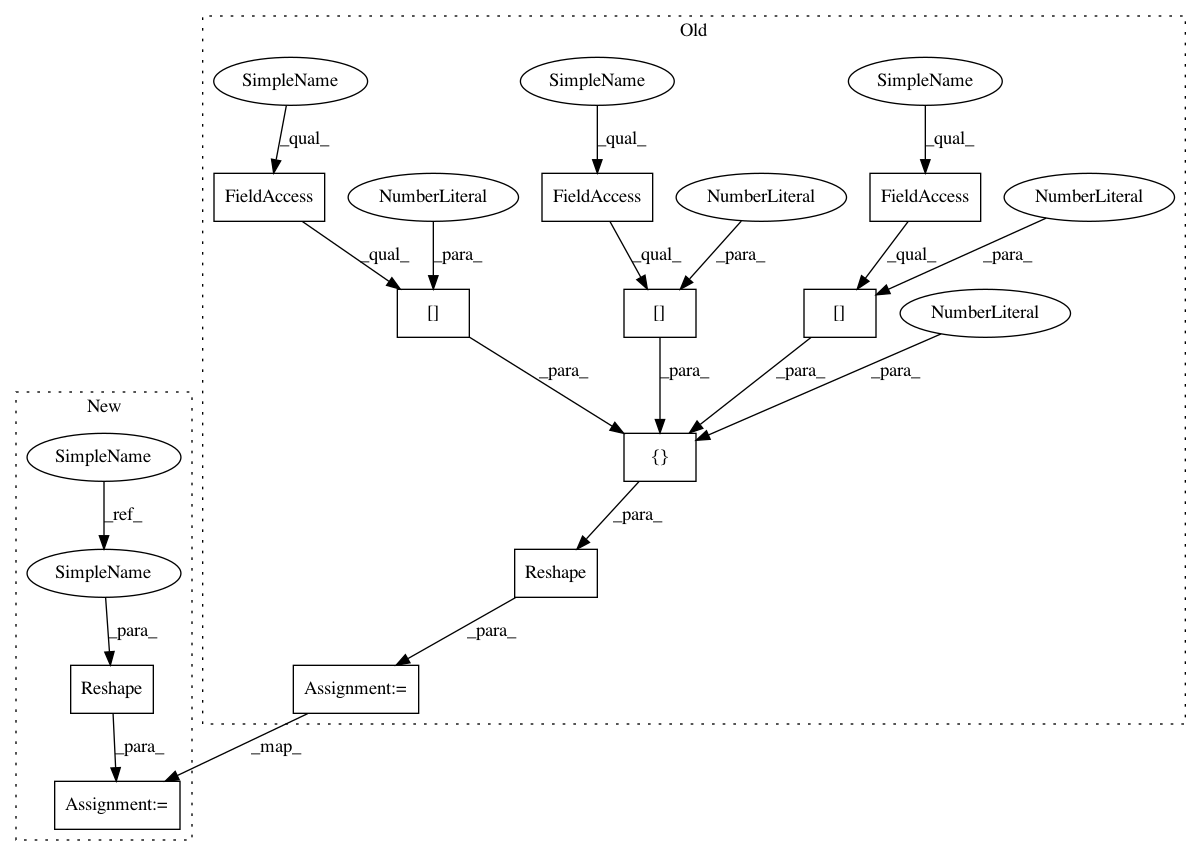 Old
SimpleName
SimpleName
SimpleName
_qual_
_qual_
_qual_
FieldAccess
NumberLiteral
FieldAccess
NumberLiteral
FieldAccess
NumberLiteral
_qual_
_para_
_qual_
_para_
_qual_
_para_
[]
[]
[]
NumberLiteral
_para_
_para_
_para_
_para_
New
SimpleName
{}
_ref_
_para_
SimpleName
Reshape
_para_
_para_
Reshape
Assignment:=
_para_
_map_
Assignment:=